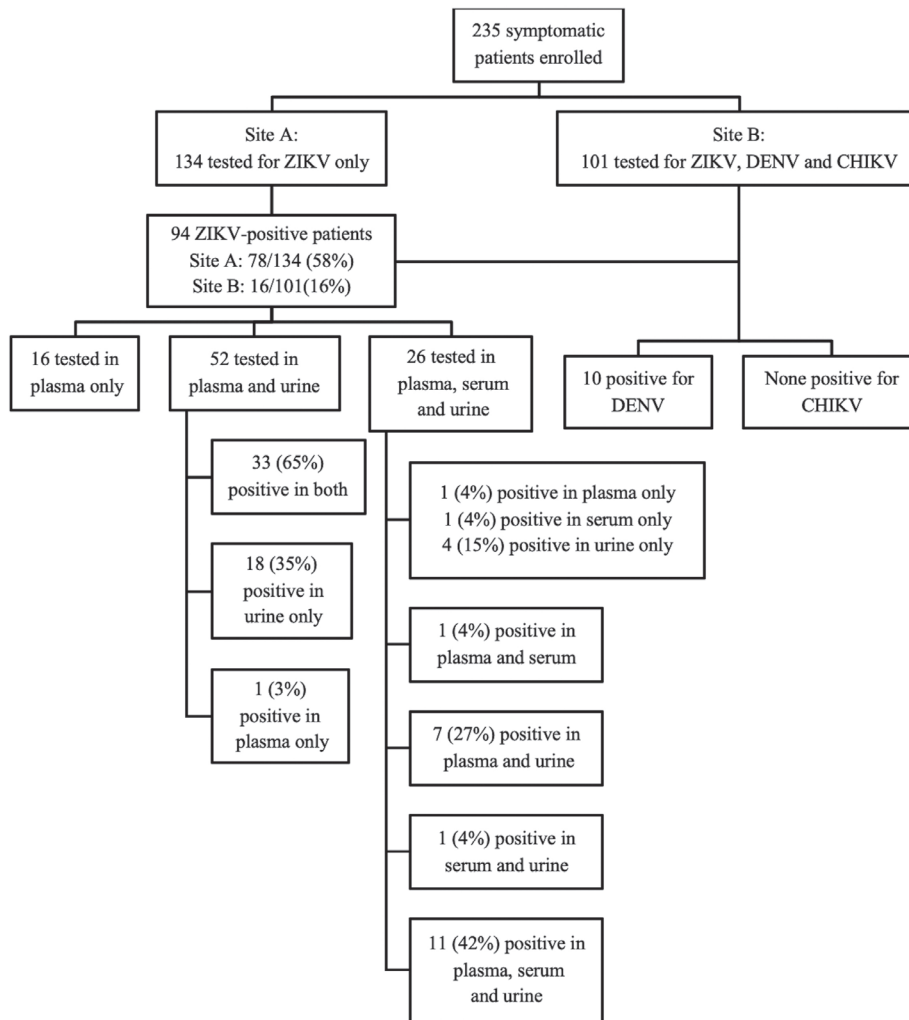 235 symptomatic
patients enrolled
Site A:
134 tested for ZIKV only
Site B:
101 tested for ZIKV, DENV and CHIKV
94 ZIKV-positive patients
Site A: 78/134 (58%)
Site B: 16/101(16%)
16 tested in
plasma only
52 tested in
plasma and urine
26 tested in
plasma, serum
and urine
10 positive for
DENV
None positive for
CHIKV
33 (65%)
positive in both
18 (35%)
positive in
urine only
1 (3%)
positive in
plasma only
1 (4%) positive in plasma only
1 (4%) positive in serum only
4 (15%) positive in urine only
1 (4%) positive in
plasma and serum
7 (27%) positive in
plasma and urine
1 (4%) positive in
serum and urine
11 (42%) positive in
plasma, serum
and urine